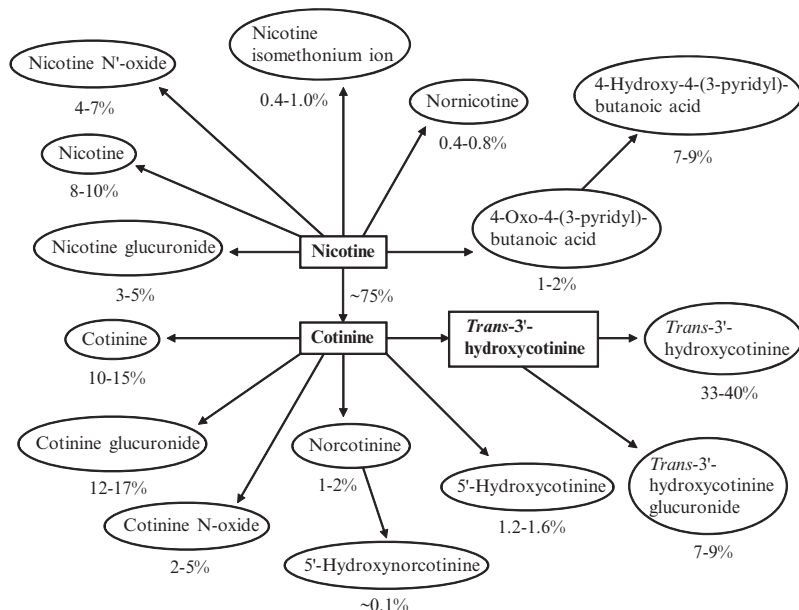 Nicotine
isomethonium ion
0.4-1.0%
Nicotine N'-oxide
4-7%
Nornicotine
0.4-0.8%
4-Hydroxy-4-(3-pyridyl)-
butanoic acid
7-9%
Nicotine
8-10%
4-Oxo-4-(3-pyridyl)-
butanoic acid
1-2%
Nicotine glucuronide
3-5%
Nicotine
~75%
Cotinine
10-15%
Cotinine
Trans-3'-
hydroxycotinine
Trans-3'-
hydroxycotinine
33-40%
Cotinine glucuronide
12-17%
Norcotinine
1-2%
5'-Hydroxycotinine
1.2-1.6%
Trans-3'-
hydroxycotinine
glucuronide
7-9%
Cotinine N-oxide
2-5%
5'-Hydroxynorcotinine
~0.1%